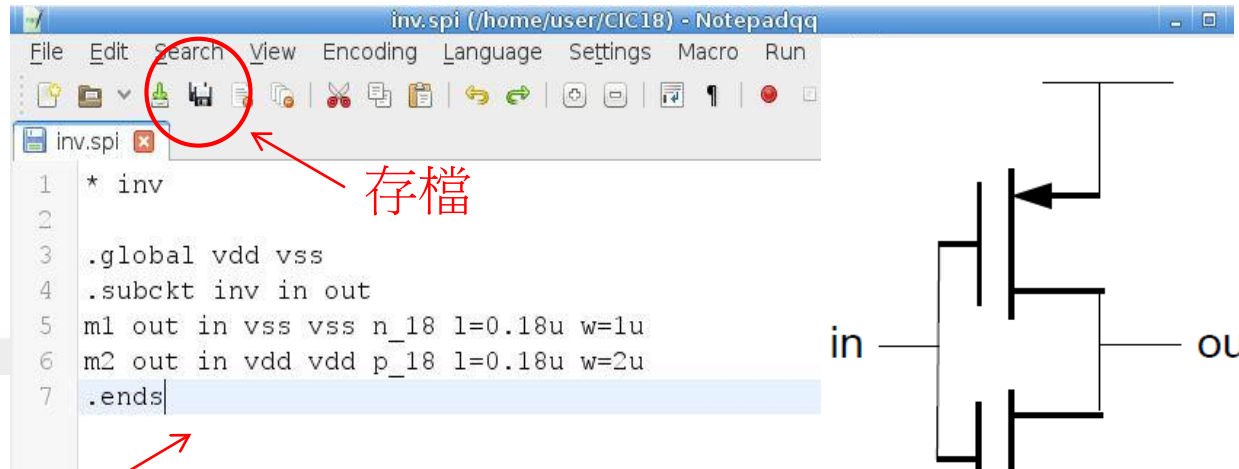 inv.spi (/home/user/CIC18) - Notepadqq
File Edit Search View Encoding Language Settings Macro Run
inv.spi
存檔
1 * inv
2
3 .global vdd vss
4 .subckt inv in out
5 m1 out in vss vss n_18 l=0.18u w=1u
6 m2 out in vdd vdd p_18 l=0.18u w=2u
7 .ends
in
ou